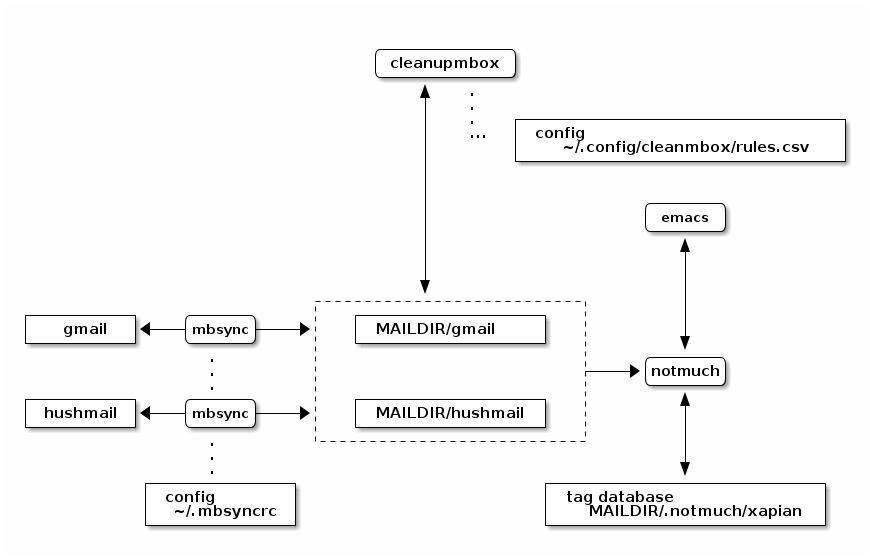 cleanupmbox
config
~/.config/cleanmbox/rules.csv
emacs
gmail
mbsync
MAILDIR/gmail
notmuch
hushmail
mbsync
MAILDIR/hushmail
config
~/.mbsyncrc
tag database
MAILDIR/.notmuch/xapian